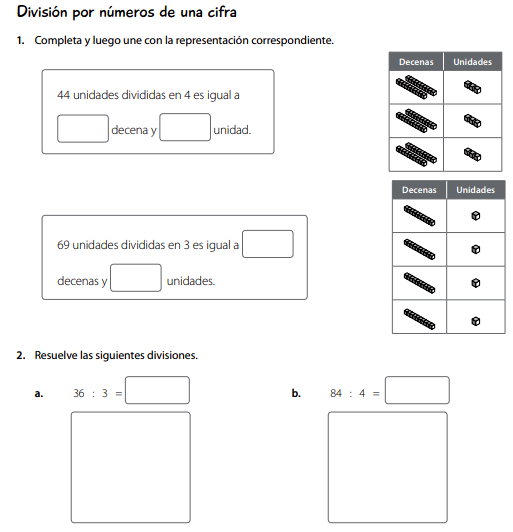 División por números de una cifra
1. Completa y luego une con la representación correspondiente.
44 unidades divididas en 4 es igual a
decena y unidad.
Decenas Unidades
Decenas Unidades
69 unidades divididas en 3 es igual a
decenas y unidades.
2. Resuelve las siguientes divisiones.
a. 36 : 3 =
b. 84 : 4 =